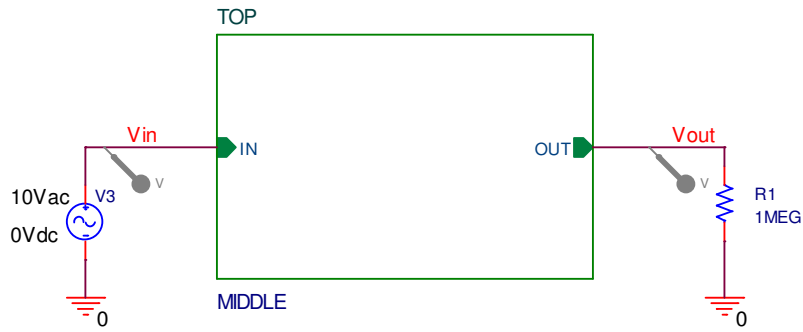 TOP
Vin
IN
OUT
Vout
V
V
10Vac
V3
0Vdc
R1
1MEG
MIDDLE
0
0